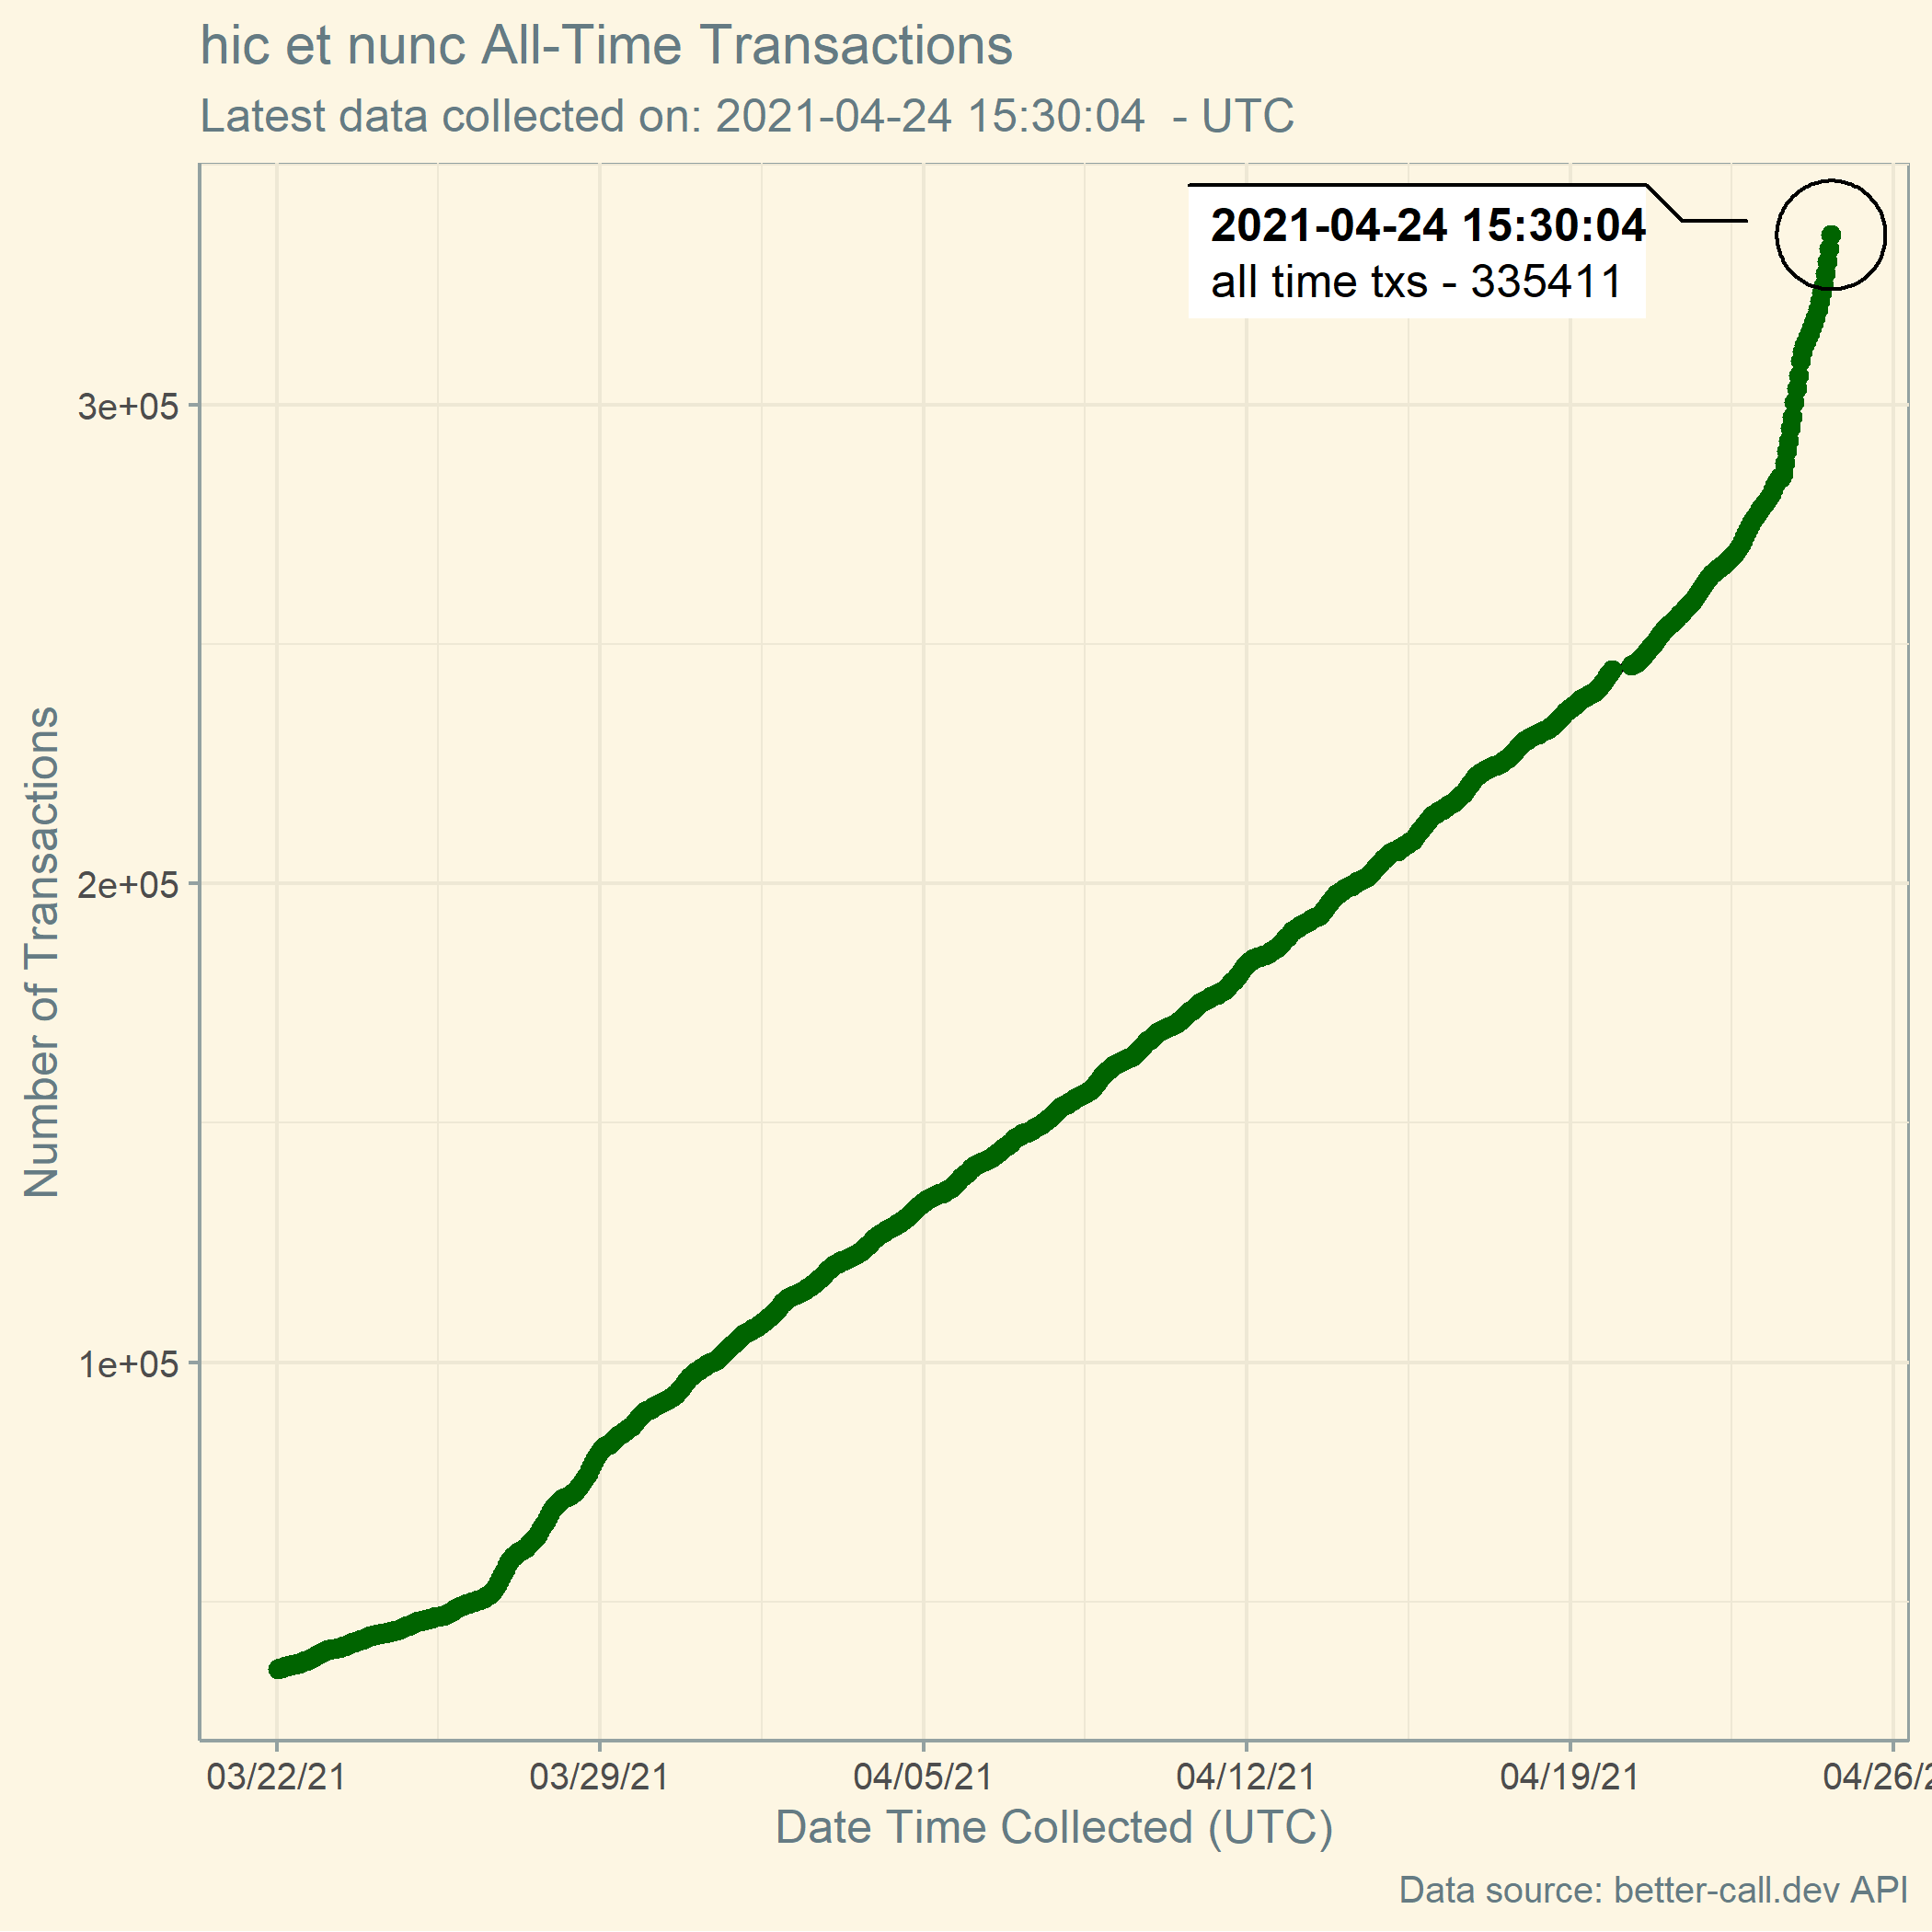 hic et nunc All-Time Transactions
Latest data collected on: 2021-04-24 15:30:04  - UTC
2021-04-24 15:30:04
all time txs - 335411
3e+05
2e+05
1e+05
Number of Transactions
03/22/21
03/29/21
04/05/21
04/12/21
04/19/21
04/26/2
Date Time Collected (UTC)
Data source: better-call.dev API